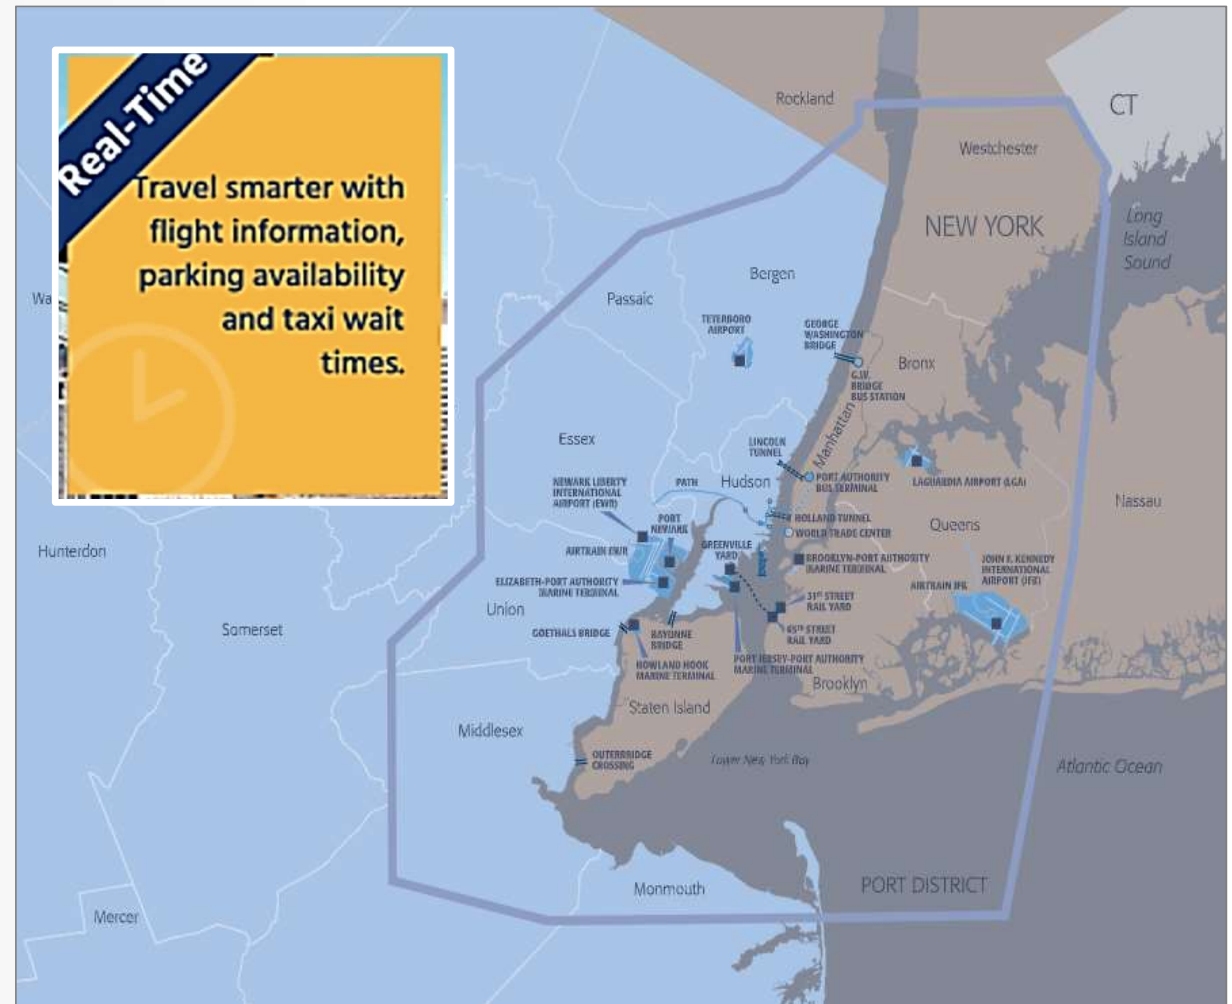 Real-Time
Travel smarter with
flight information,
parking availability
and taxi wait
times.
Rockland
CT
Westchester
NEW YORK
Long
Island
Sound
Bergen
Passaic
Wa
TETERBORO
AIRPORT
GEORGE
WASHINGTON
BRIDGE
Bronx
G.W.
BRIDGE
BUS STATION
Manhattan
Essex
LINCOLN
TUNNEL
Hudson
PORT AUTHORITY
BUS TERMINAL
LAGUARDIA AIRPORT (LGA)
Nassau
NEWARK LIBERTY
INTERNATIONAL
AIRPORT (EWR)
PATH
PORT
NEWARK
HOLLAND TUNNEL
WORLD TRADE CENTER
Queens
Hunterdon
AIRTRAIN EWR
GREENVILLE
YARD
BROOKLYN-PORT AUTHORITY
MARINE TERMINAL
JOHN F. KENNEDY
INTERNATIONAL
AIRPORT (JFK)
AIRTRAIN JFK
ELIZABETH-PORT AUTHORITY
MARINE TERMINAL
Union
31ST STREET
RAIL YARD
Somerset
GOETHALS BRIDGE
BAYONNE
BRIDGE
65TH STREET
RAIL YARD
HOWLAND HOOK
MARINE TERMINAL
PORT JERSEY-PORT AUTHORITY
MARINE TERMINAL
Brooklyn
Staten Island
Middlesex
OUTERBRIDGE
CROSSING
Lower New York Bay
Atlantic Ocean
Monmouth
PORT DISTRICT
Mercer